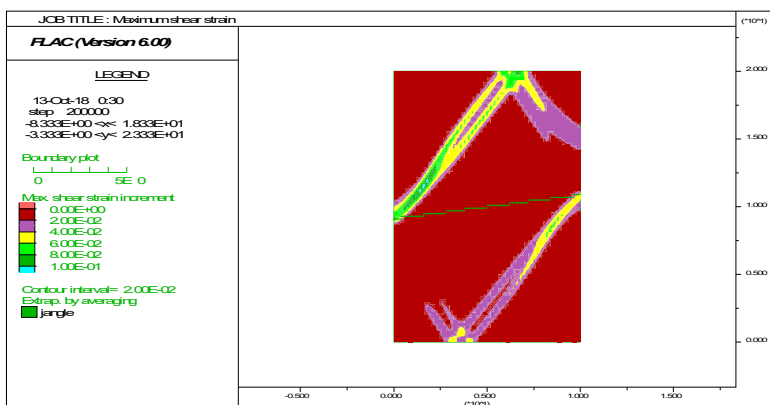 JOB TITLE : Maximum shear strain
(*10^1)
FLAC (Version 6.00)
LEGEND
13-Oct-18 0:30
step 200000
-8.333E+00 <x< 1.833E+01
-3.333E+00 <y< 2.333E+01
Boundary plot
0 5E 0
Max. shear strain increment
0.00E+00
2.00E-02
4.00E-02
6.00E-02
8.00E-02
1.00E-01
Contour interval= 2.00E-02
Extrap. by averaging
jangle
2.000
1.500
1.000
0.500
0.000
-0.500 0.000 0.500 1.000 1.500
(*10^1)